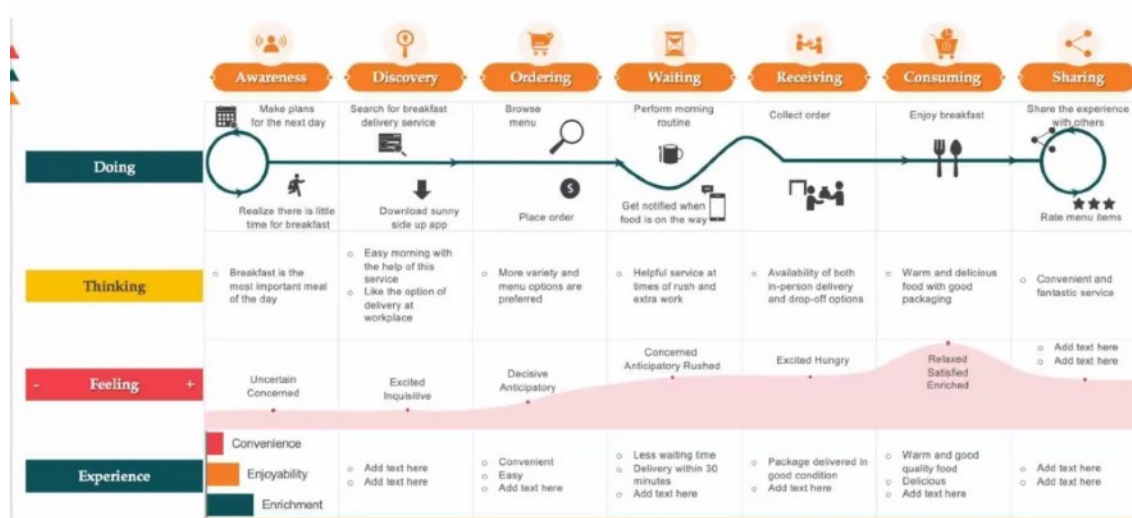 Awareness
Discovery
Ordering
Waiting
Receiving
Consuming
Sharing
Doing
Make plans
for the next day
Realize there is little
time for breakfast
Search for breakfast
delivery service
Download sunny
side up app
Browse
menu
Place order
Perform morning
routine
Get notified when
food is on the way
Collect order
Enjoy breakfast
Share the experience
with others
Rate menu items
Thinking
Breakfast is the
most important meal
of the day
Easy morning with
the help of this
service
Like the option of
delivery at
workplace
More variety and
menu options are
preferred
Helpful service at
times of rush and
extra work
Availability of both
in-person delivery
and drop-off options
Warm and delicious
food with good
packaging
Convenient and
fantastic service
- Feeling +
Uncertain
Concerned
Excited
Inquisitive
Decisive
Anticipatory
Concerned
Anticipatory Rushed
Excited Hungry
Relaxed
Satisfied
Enriched
Add text here
Add text here
Experience
Convenience
Enjoyability
Enrichment
Add text here
Add text here
Convenient
Easy
Add text here
Less waiting time
Delivery within 30
minutes
Add text here
Package delivered in
good condition
Add text here
Warm and good
quality food
Delicious
Add text here
Add text here
Add text here